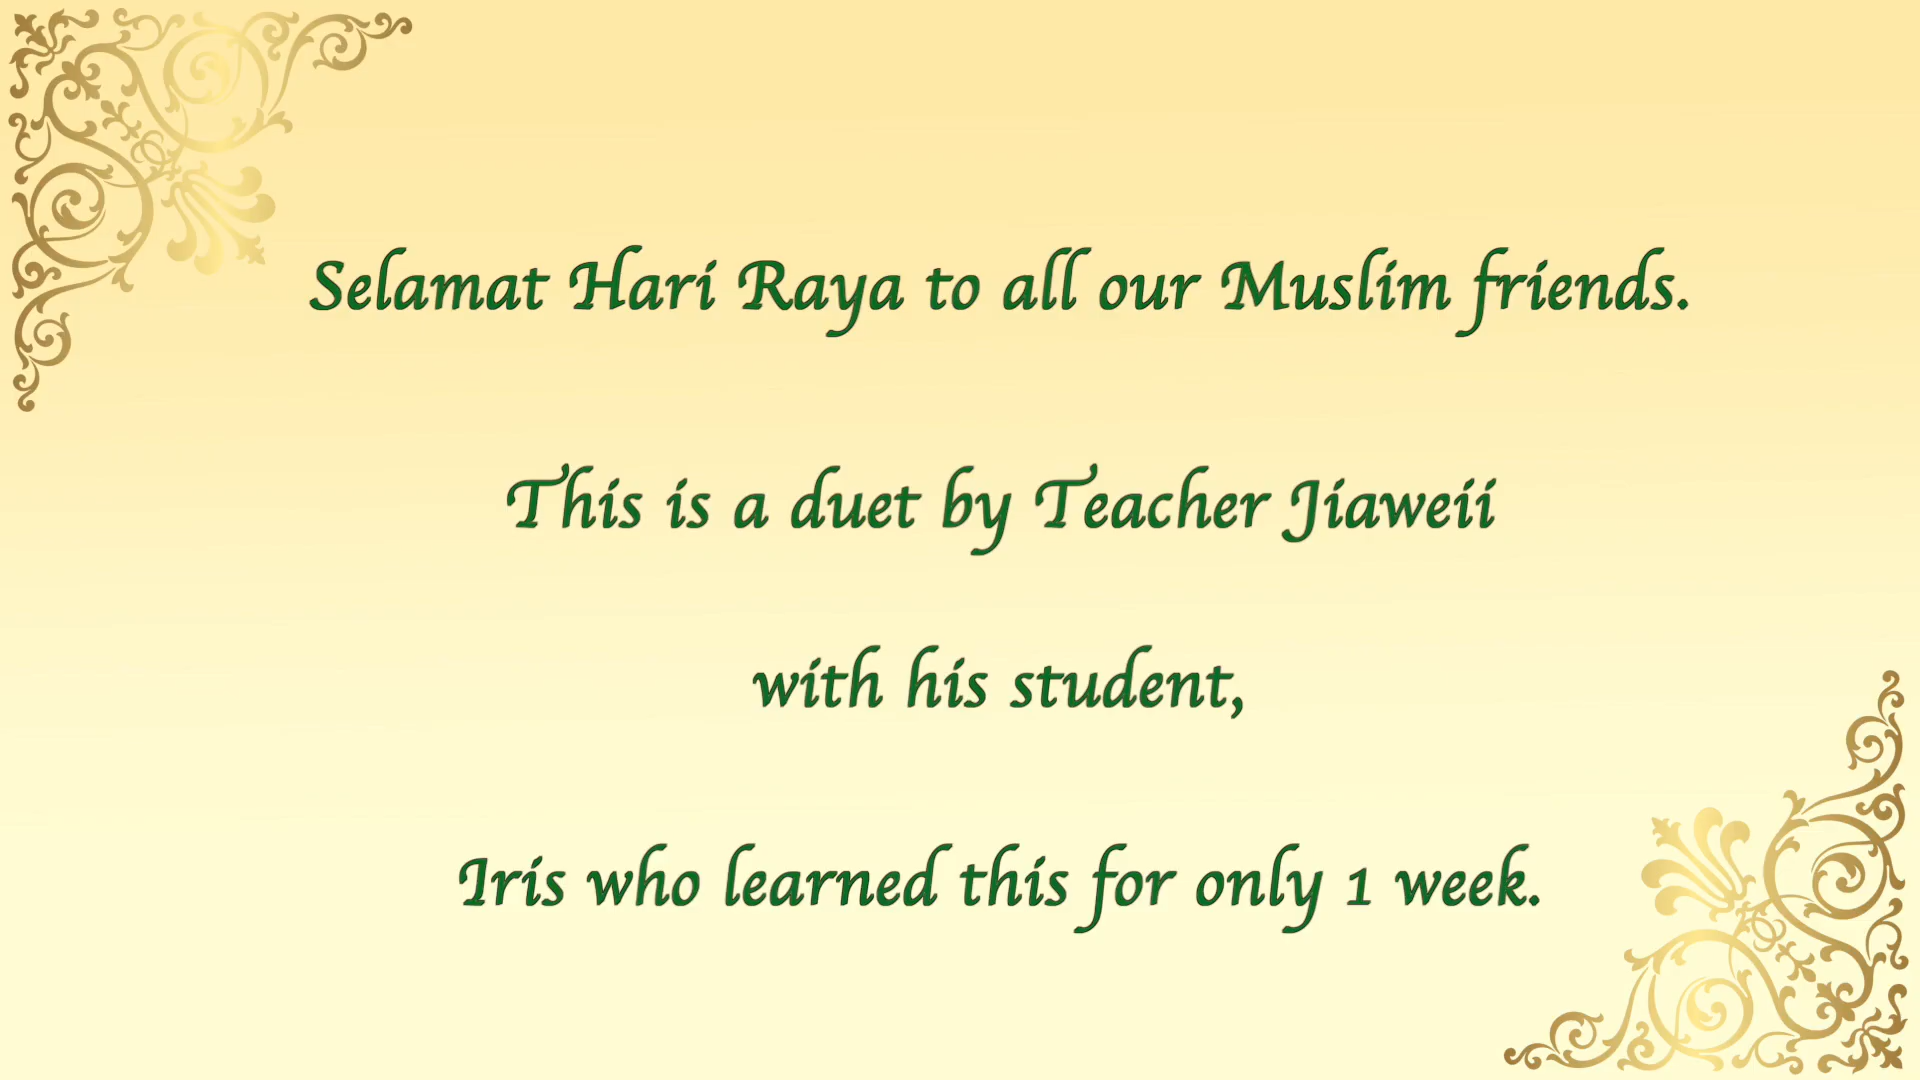 Selamat Hari Raya to all our Muslim friends.
This is a duet by Teacher Jiaweii
with his student,
Iris who learned this for only 1 week.